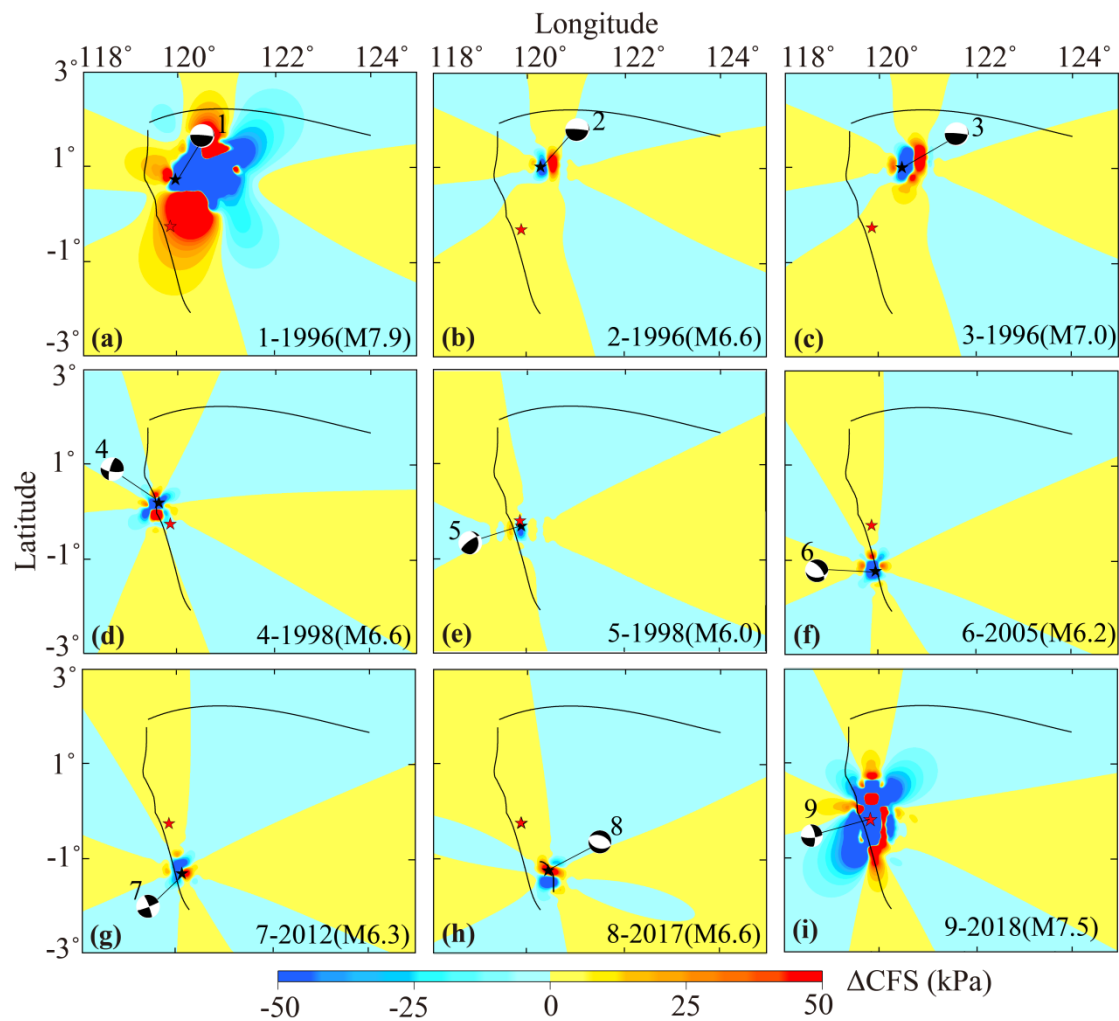 Longitude
118° 120° 124° 118° 120° 122° 124° 118° 120° 122° 124°
3°
1°
-1°
-3°
1
(a)
1-1996(M7.9)
2
(b)
2-1996(M6.6)
3
(c)
3-1996(M7.0)
Latitude
3°
1°
-1°
-3°
4
(d)
4-1998(M6.6)
5
(e)
5-1998(M6.0)
6
(f)
6-2005(M6.2)
3°
1°
-1°
-3°
7
(g)
7-2012(M6.3)
8
(h)
8-2017(M6.6)
9
(i)
9-2018(M7.5)
-50 -25 0 25 50
ΔCFS (kPa)